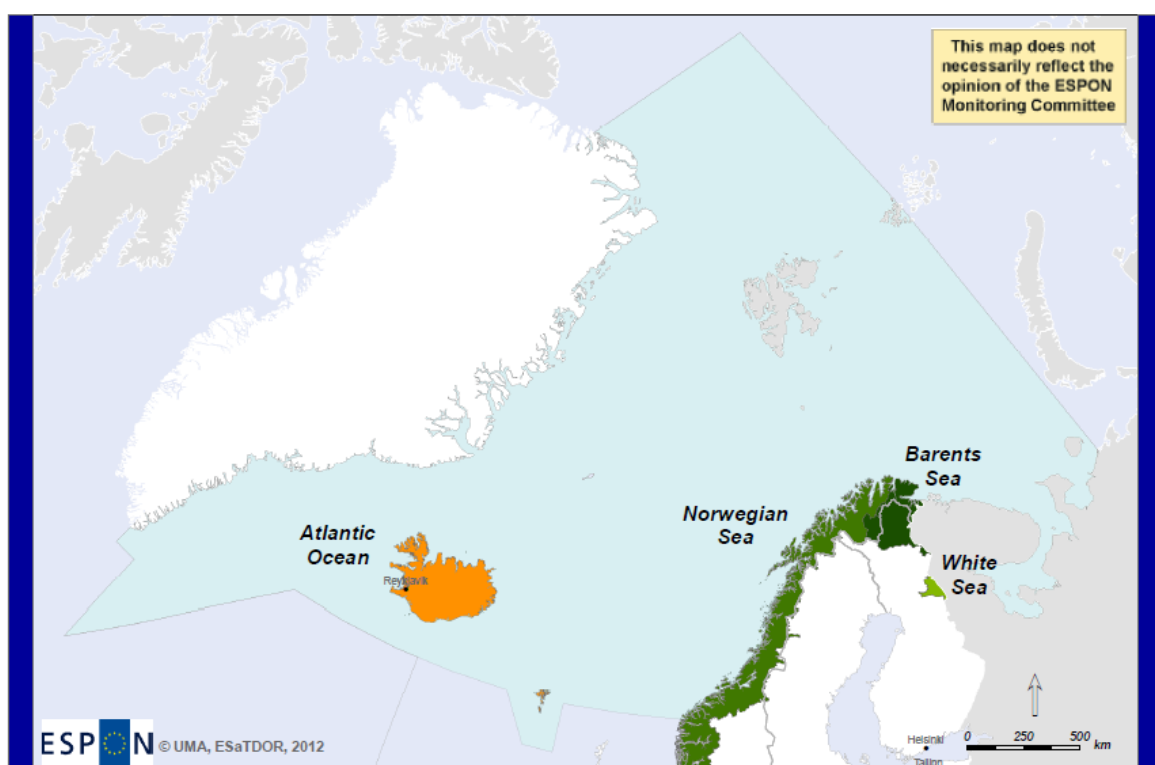 This map does not
necessarily reflect the
opinion of the ESPON
Monitoring Committee
Barents
Sea
Norwegian
Sea
Atlantic
Ocean
White
Sea
Reykjavik
ESPON © UMA, ESaTDOR, 2012
Helsinki
Tallinn
0 250 500
km